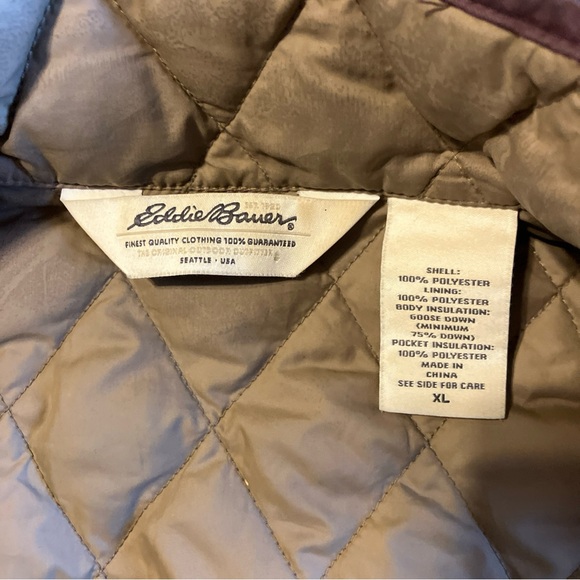 EST. 1920
Eddie Bauer®
FINEST QUALITY CLOTHING 100% GUARANTEED
THE ORIGINAL OUTDOOR OUTFITTER
SEATTLE · USA
SHELL:
100% POLYESTER
LINING:
100% POLYESTER
BODY INSULATION:
GOOSE DOWN
(MINIMUM
75% DOWN)
POCKET INSULATION:
100% POLYESTER
MADE IN
CHINA
SEE SIDE FOR CARE
XL